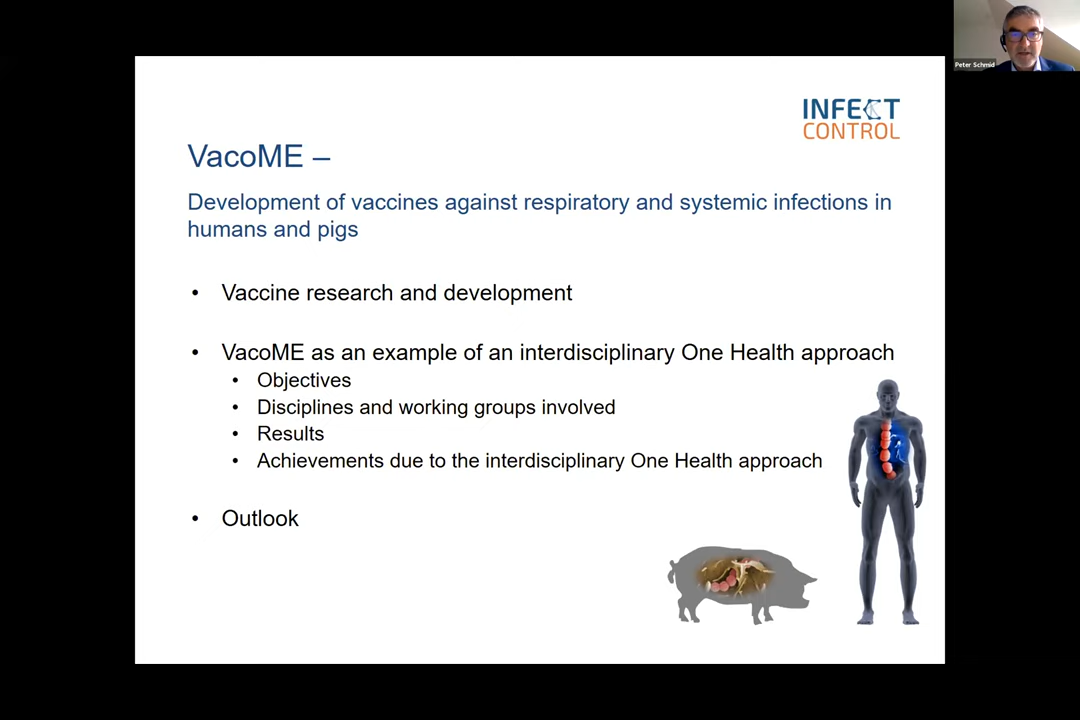 Peter Schmid
INFECT
CONTROL
VacoME –
Development of vaccines against respiratory and systemic infections in
humans and pigs
• Vaccine research and development
• VacoME as an example of an interdisciplinary One Health approach
• Objectives
• Disciplines and working groups involved
• Results
• Achievements due to the interdisciplinary One Health approach
• Outlook